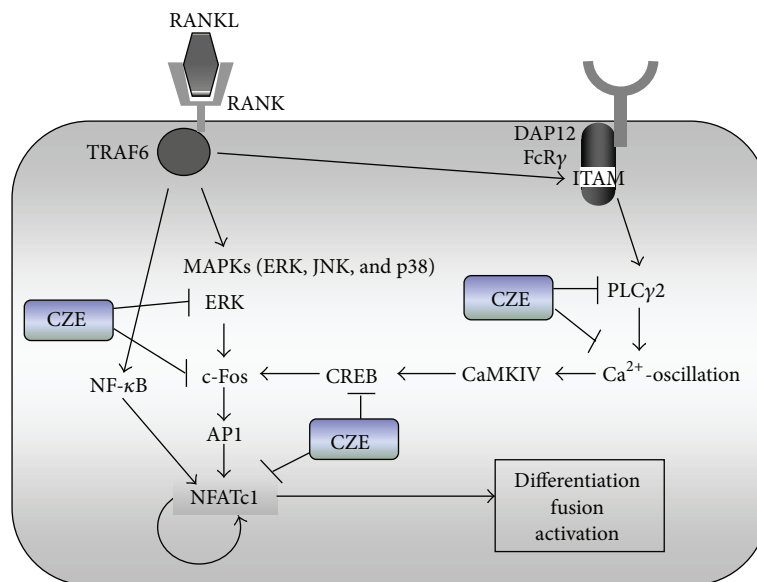 RANKL
RANK
TRAF6
DAP12
FcRγ
ITAM
MAPKs (ERK, JNK, and p38)
CZE
ERK
CZE
PLCγ2
NF-κB
c-Fos
CREB
CaMKIV
Ca²⁺-oscillation
AP1
CZE
NFATc1
Differentiation
fusion
activation